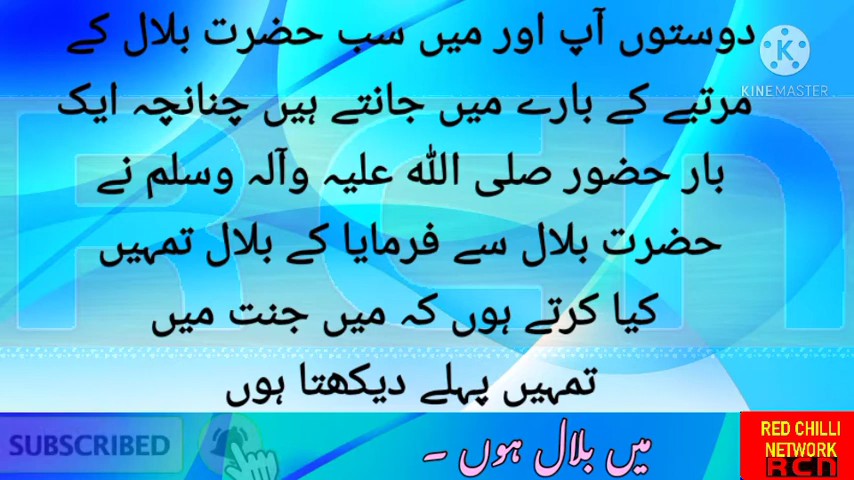 دوستوں آپ اور میں سب حضرت بلال کے
مرتبے کے بارے میں جانتے ہیں چنانچہ ایک
بار حضور صلی اللہ علیہ وآلہ وسلم نے
حضرت بلال سے فرمایا کے بلال تمہیں
کیا کرتے ہوں کہ میں جنت میں
تمہیں پہلے دیکھتا ہوں
میں بلال ہوں ۔
K
KINEMASTER
RCn
SUBSCRIBED
RED CHILLI
NETWORK
RCn